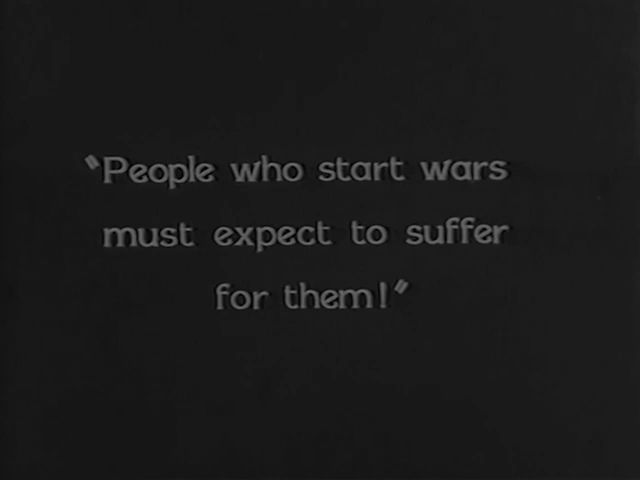 "People who start wars
must expect to suffer
for them!"